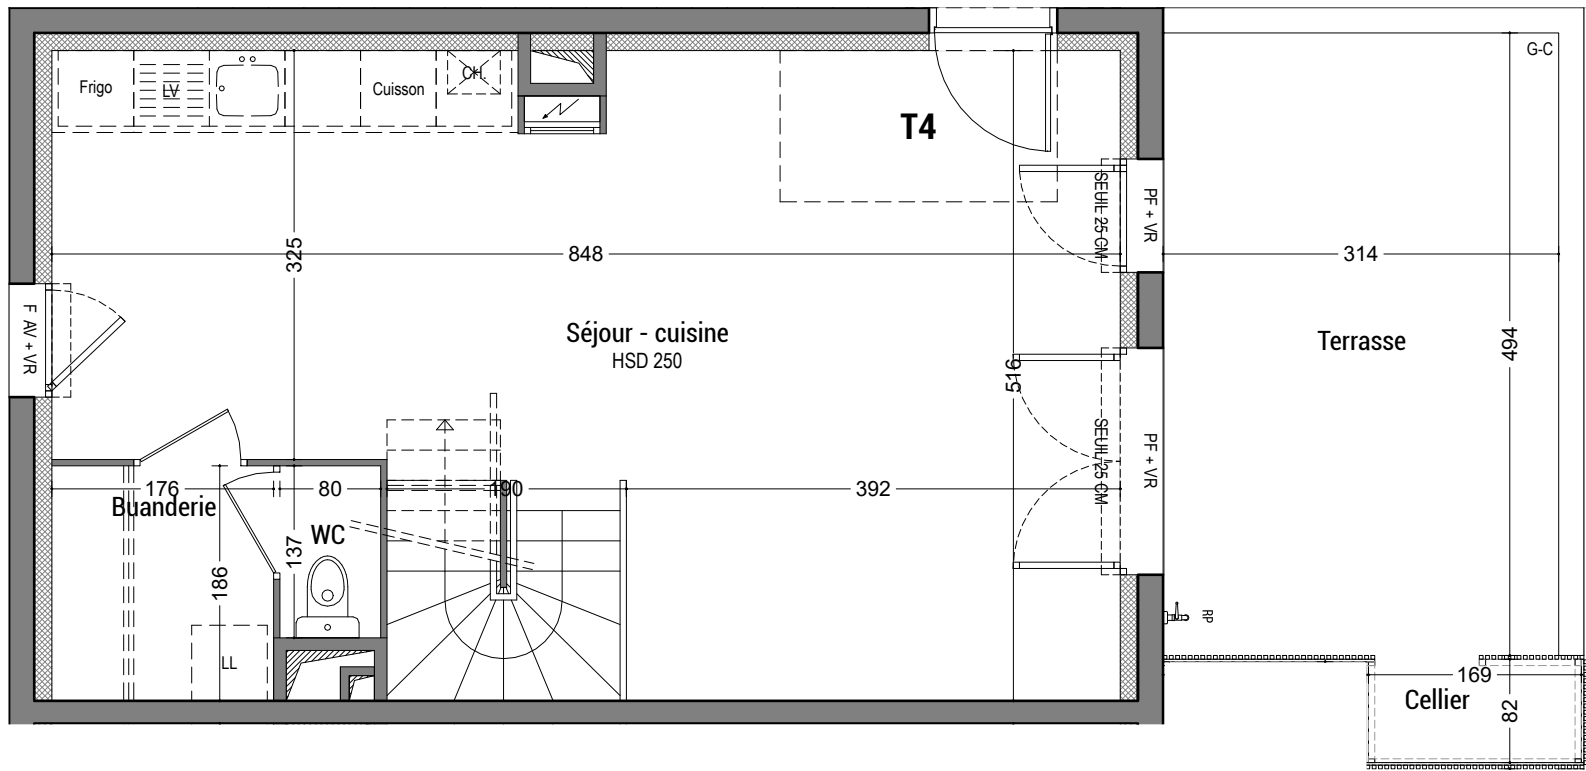 G-C
Frigo
LV
Cuisson
CH.
T4
SEUIL 25 CM
PF + VR
325
848
314
F AV + VR
Séjour - cuisine
HSD 250
Terrasse
494
516
SEUIL 25 CM
PF + VR
176
80
190
392
Buanderie
WC
137
186
RP
LL
169
Cellier
82